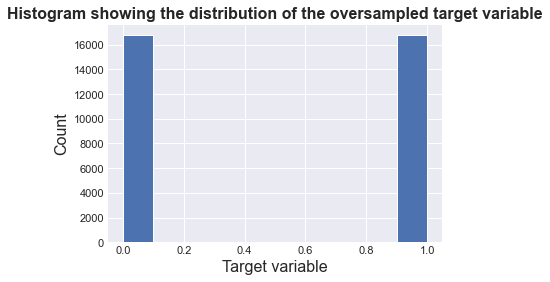 Histogram showing the distribution of the oversampled target variable
16000
14000
12000
10000
8000
6000
4000
2000
0
Count
0.0 0.2 0.4 0.6 0.8 1.0
Target variable